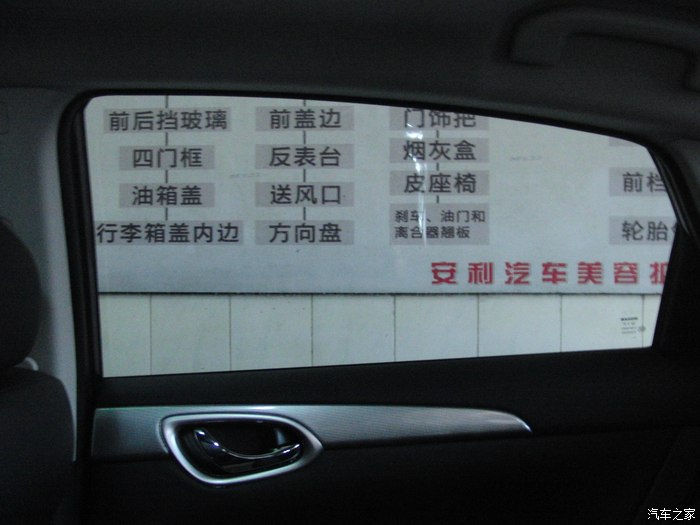 前后挡玻璃
四门框
油箱盖
行李箱盖内边
前盖边
反表台
送风口
方向盘
门饰把
烟灰盒
皮座椅
刹车、油门和
离合器翘板
前档
轮胎
安利汽车美容
汽车之家